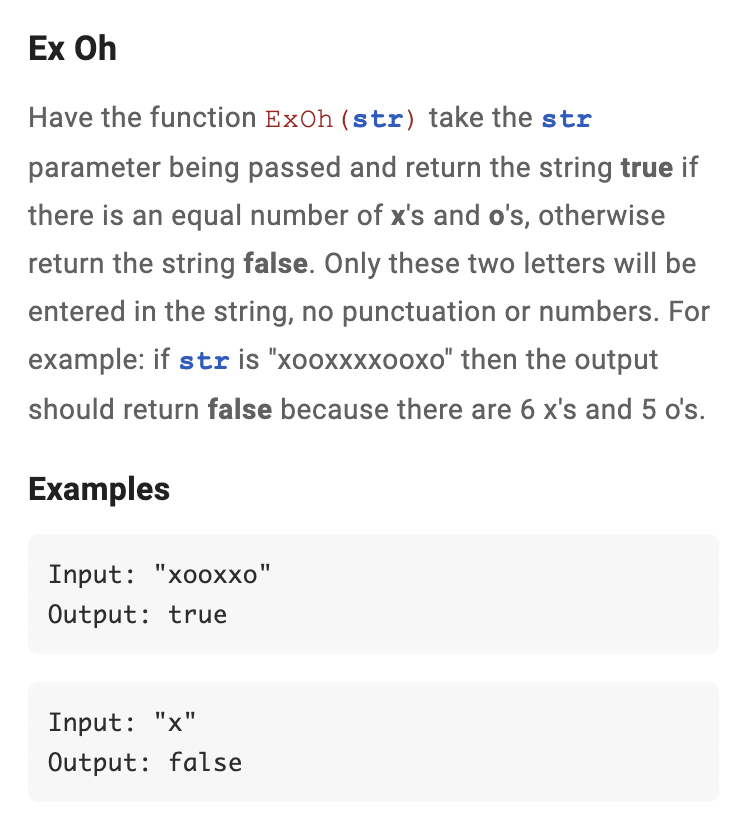 Ex Oh
Have the function ExOh(str) take the str
parameter being passed and return the string true if
there is an equal number of x's and o's, otherwise
return the string false. Only these two letters will be
entered in the string, no punctuation or numbers. For
example: if str is "xooxxxxooxo" then the output
should return false because there are 6 x's and 5 o's.
Examples
Input: "xooxxo"
Output: true
Input: "x"
Output: false